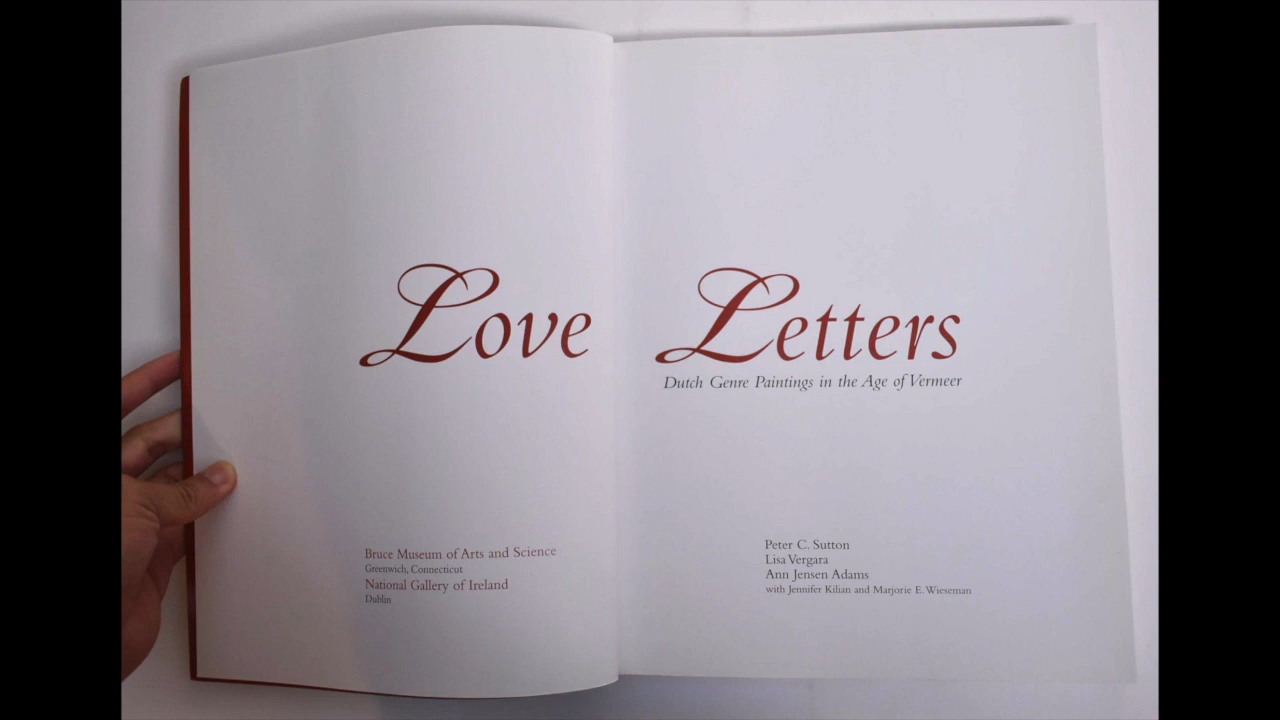 Love Letters
Dutch Genre Paintings in the Age of Vermeer
Bruce Museum of Arts and Science
Greenwich, Connecticut
National Gallery of Ireland
Dublin
Peter C. Sutton
Lisa Vergara
Ann Jensen Adams
with Jennifer Kilian and Marjorie E. Wieseman